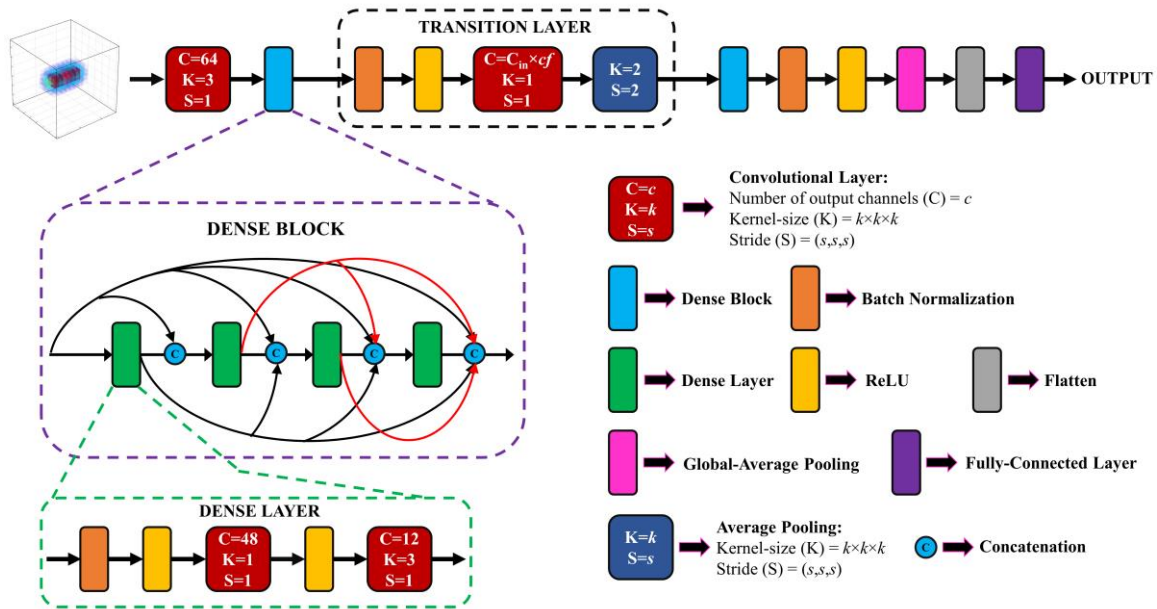 TRANSITION LAYER
C=64
K=3
S=1
C=C_in×cf
K=1
S=1
K=2
S=2
OUTPUT
DENSE BLOCK
C
C
C
C
DENSE LAYER
C=48
K=1
S=1
C=12
K=3
S=1
C=c
K=k
S=s
Convolutional Layer:
Number of output channels (C) = c
Kernel-size (K) = k×k×k
Stride (S) = (s,s,s)
Dense Block
Batch Normalization
Dense Layer
ReLU
Flatten
Global-Average Pooling
Fully-Connected Layer
K=k
S=s
Average Pooling:
Kernel-size (K) = k×k×k
Stride (S) = (s,s,s)
C
Concatenation